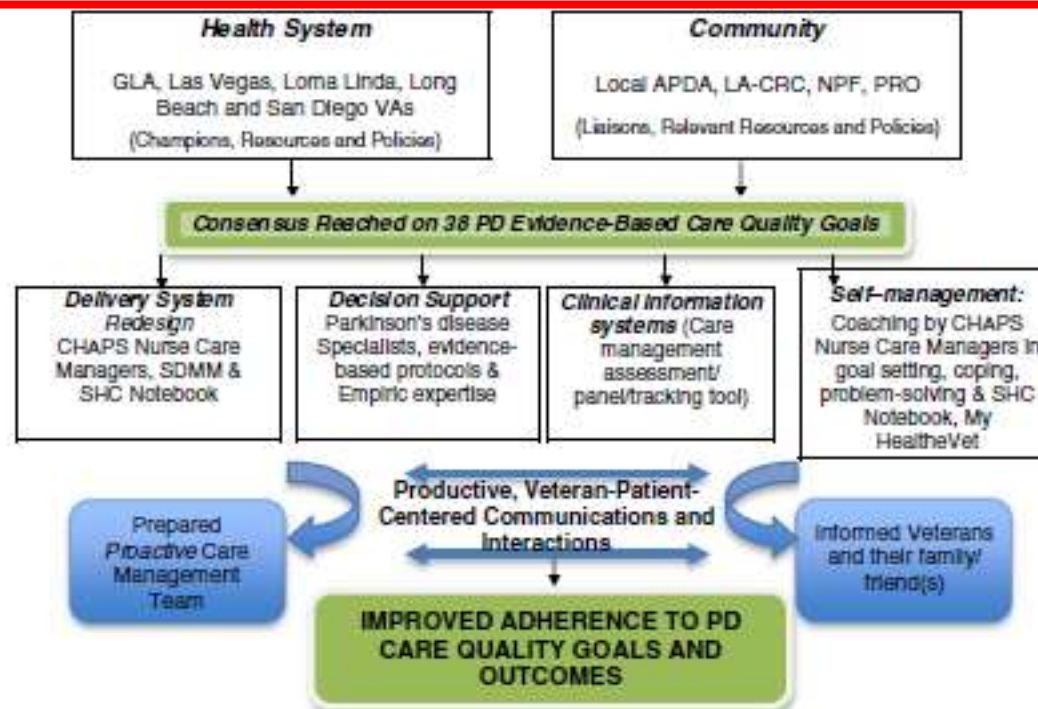 Health System
GLA, Las Vegas, Loma Linda, Long
Beach and San Diego VAs
(Champions, Resources and Policies)
Community
Local APDA, LA-CRC, NPF, PRO
(Liaisons, Relevant Resources and Policies)
Consensus Reached on 38 PD Evidence-Based Care Quality Goals
Delivery System
Redesign
CHAPS Nurse Care
Managers, SDMM &
SHC Notebook
Decision Support
Parkinson's disease
Specialists, evidence-
based protocols &
Empiric expertise
Clinical Information
systems (Care
management
assessment/
panel/tracking tool)
Self-management:
Coaching by CHAPS
Nurse Care Managers in
goal setting, coping,
problem-solving & SHC
Notebook, My
HealtheVet
Productive, Veteran-Patient-
Centered Communications and
Interactions
Prepared
Proactive Care
Management
Team
Informed Veterans
and their family/
friend(s)
IMPROVED ADHERENCE TO PD
CARE QUALITY GOALS AND
OUTCOMES